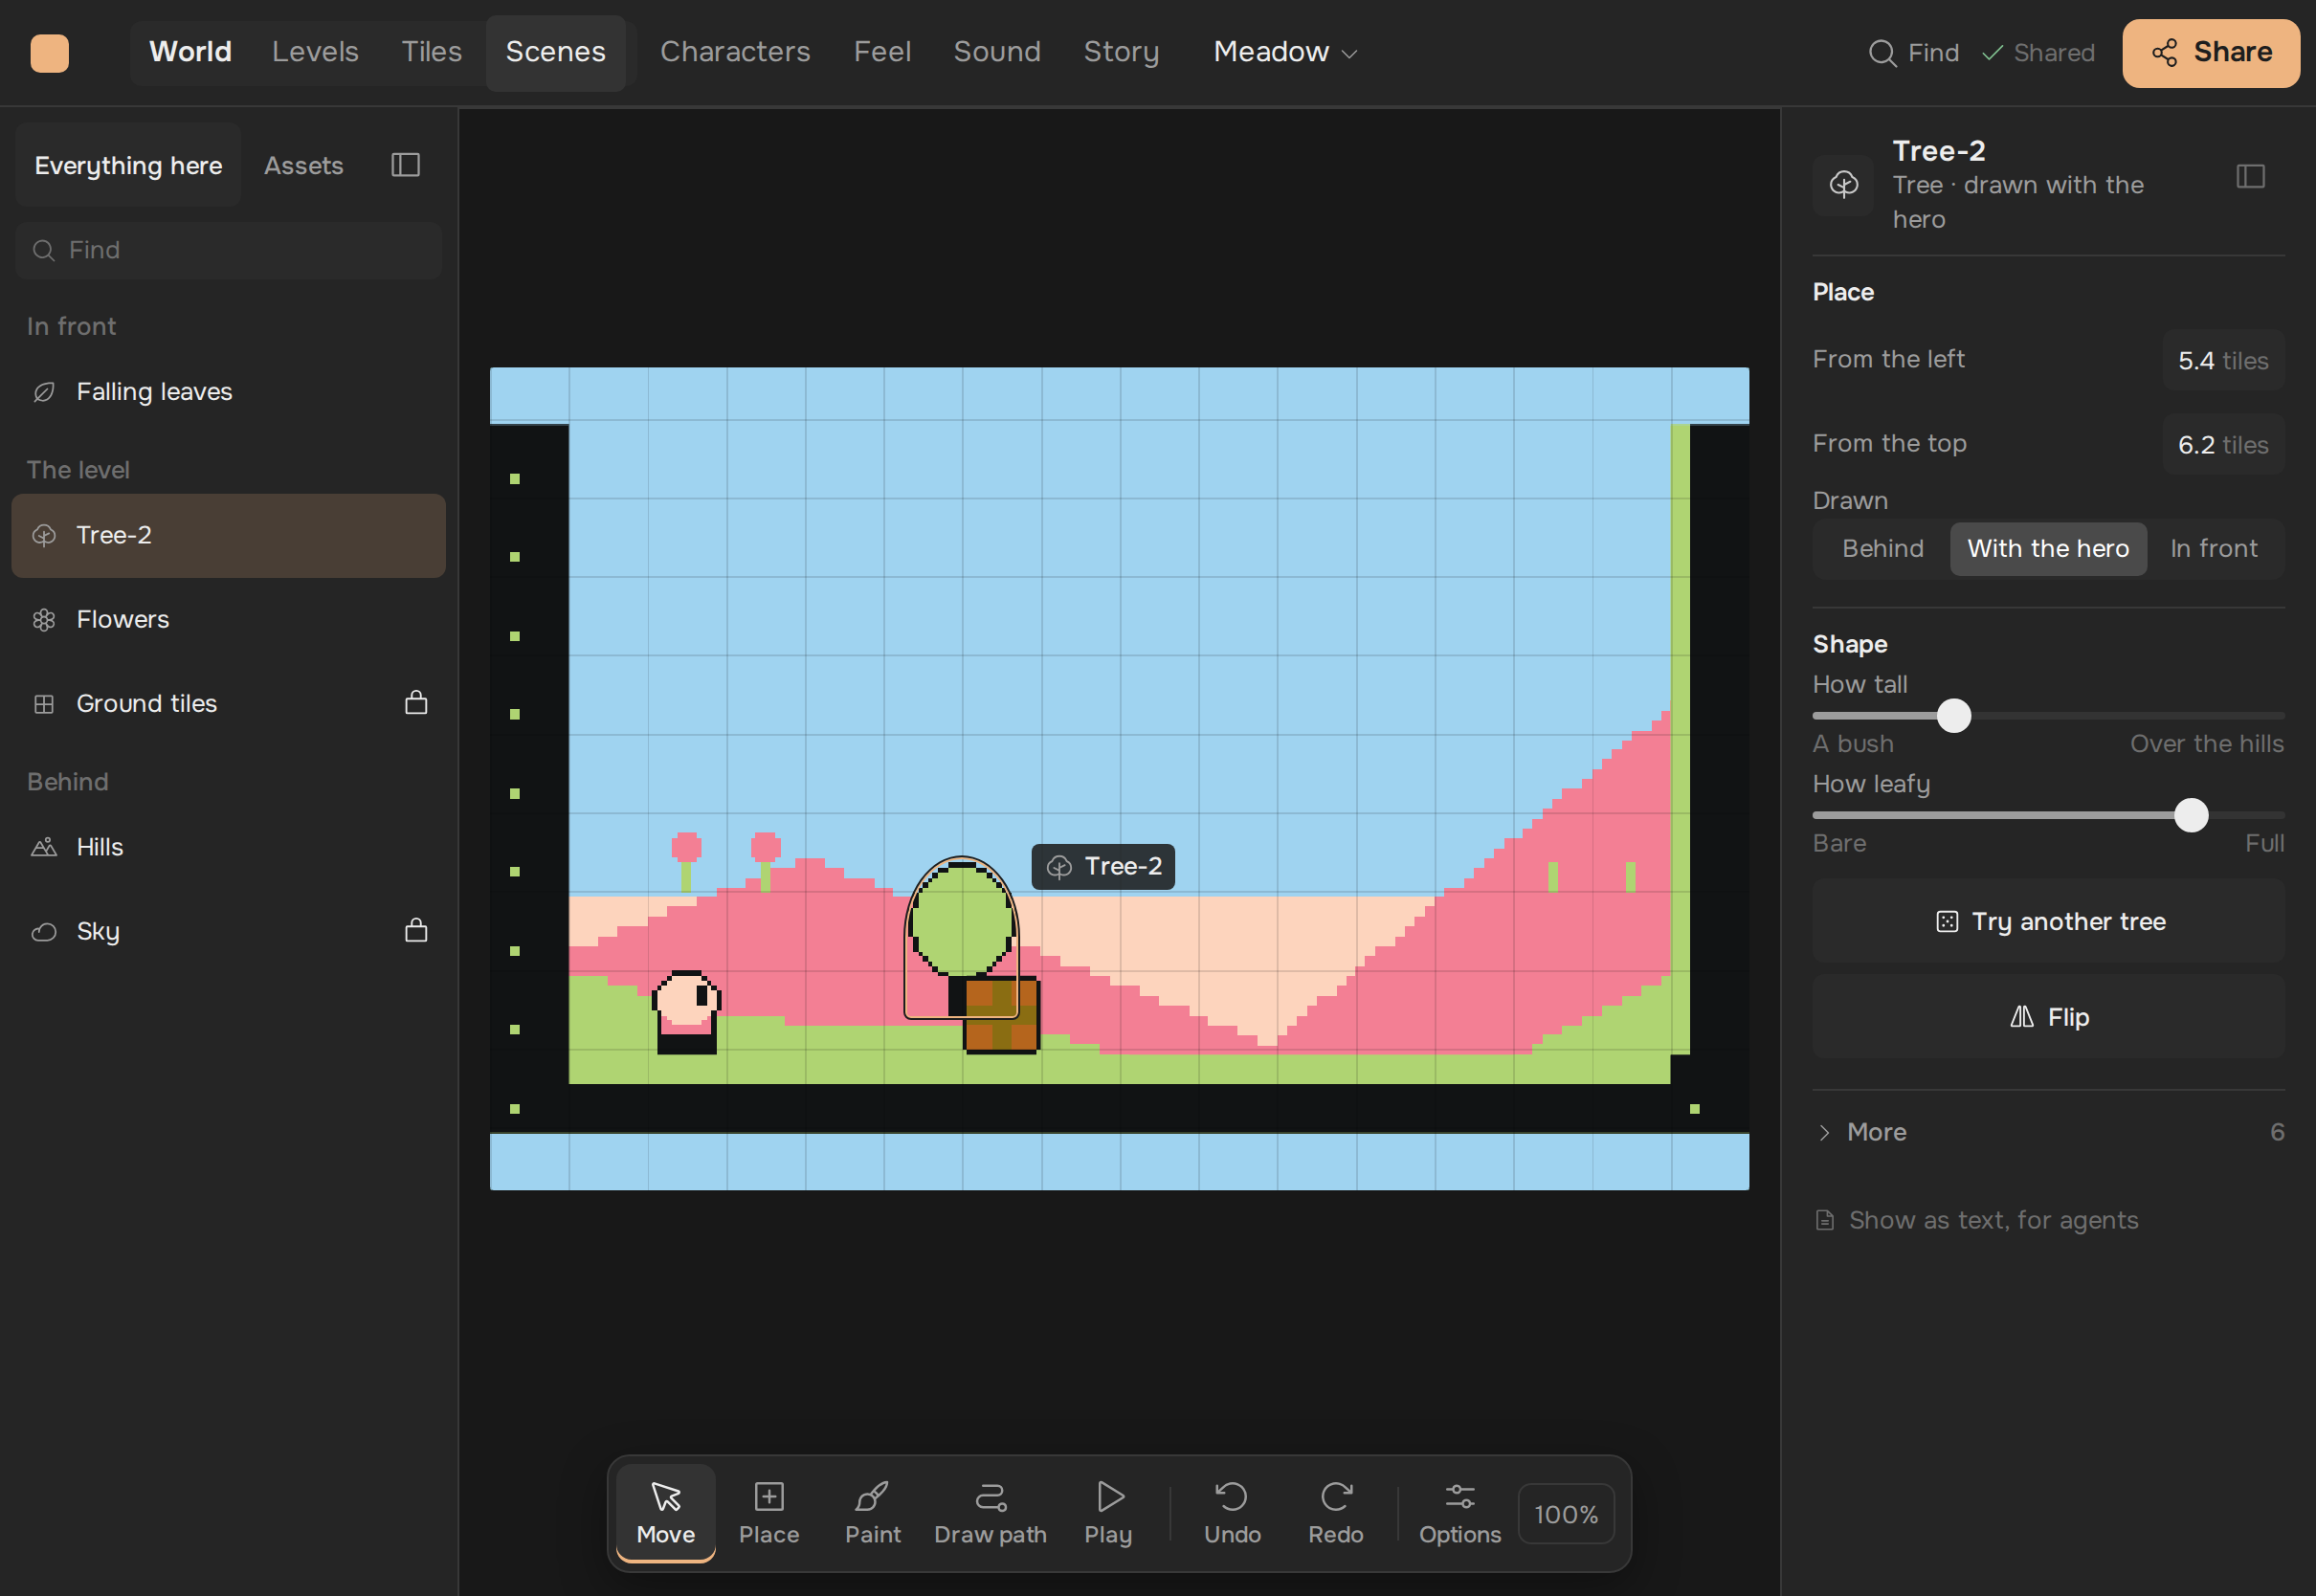 World Levels Tiles Scenes Characters Feel Sound Story Meadow Find Shared Share
Everything here Assets
Find
In front
Falling leaves
The level
Tree-2
Flowers
Ground tiles
Behind
Hills
Sky
Tree-2
Move Place Paint Draw path Play Undo Redo Options 100%
Tree-2
Tree · drawn with the
hero
Place
From the left 5.4 tiles
From the top 6.2 tiles
Drawn
Behind With the hero In front
Shape
How tall
A bush Over the hills
How leafy
Bare Full
Try another tree
Flip
More 6
Show as text, for agents